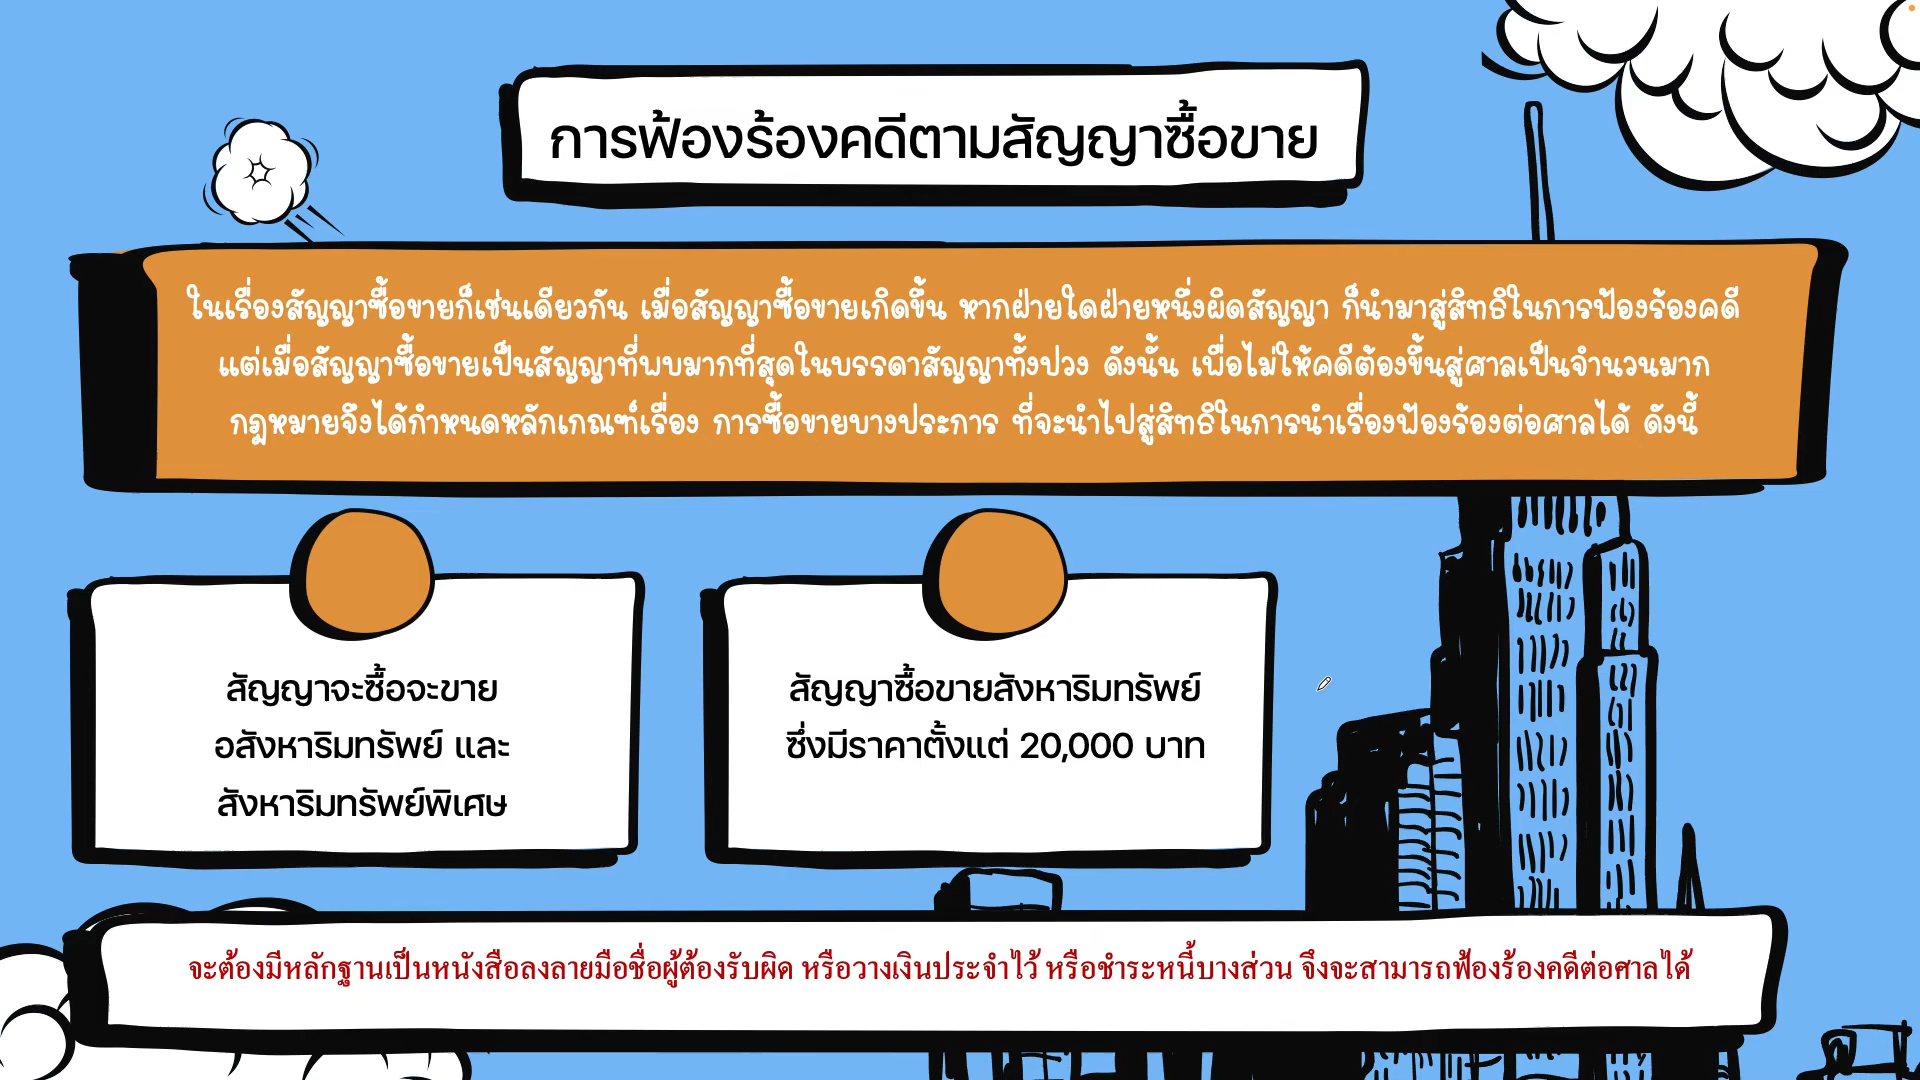 การฟ้องร้องคดีตามสัญญาซื้อขาย
ในเรื่องสัญญาซื้อขายก็เช่นเดียวกัน เมื่อสัญญาซื้อขายเกิดขึ้น หากฝ่ายใดฝ่ายหนึ่งผิดสัญญา ก็นำมาสู่สิทธิในการฟ้องร้องคดี
แต่เมื่อสัญญาซื้อขายเป็นสัญญาที่พบมากที่สุดในบรรดาสัญญาทั้งปวง ดังนั้น เพื่อไม่ให้คดีต้องขึ้นสู่ศาลเป็นจำนวนมาก
กฎหมายจึงได้กำหนดหลักเกณฑ์เรื่อง การซื้อขายบางประการ ที่จะนำไปสู่สิทธิในการนำเรื่องฟ้องร้องต่อศาลได้ ดังนี้
สัญญาจะซื้อจะขาย
อสังหาริมทรัพย์ และ
สังหาริมทรัพย์พิเศษ
สัญญาซื้อขายสังหาริมทรัพย์
ซึ่งมีราคาตั้งแต่ 20,000 บาท
จะต้องมีหลักฐานเป็นหนังสือลงลายมือชื่อผู้ต้องรับผิด หรือวางเงินประจำไว้ หรือชำระหนี้บางส่วน จึงจะสามารถฟ้องร้องคดีต่อศาลได้